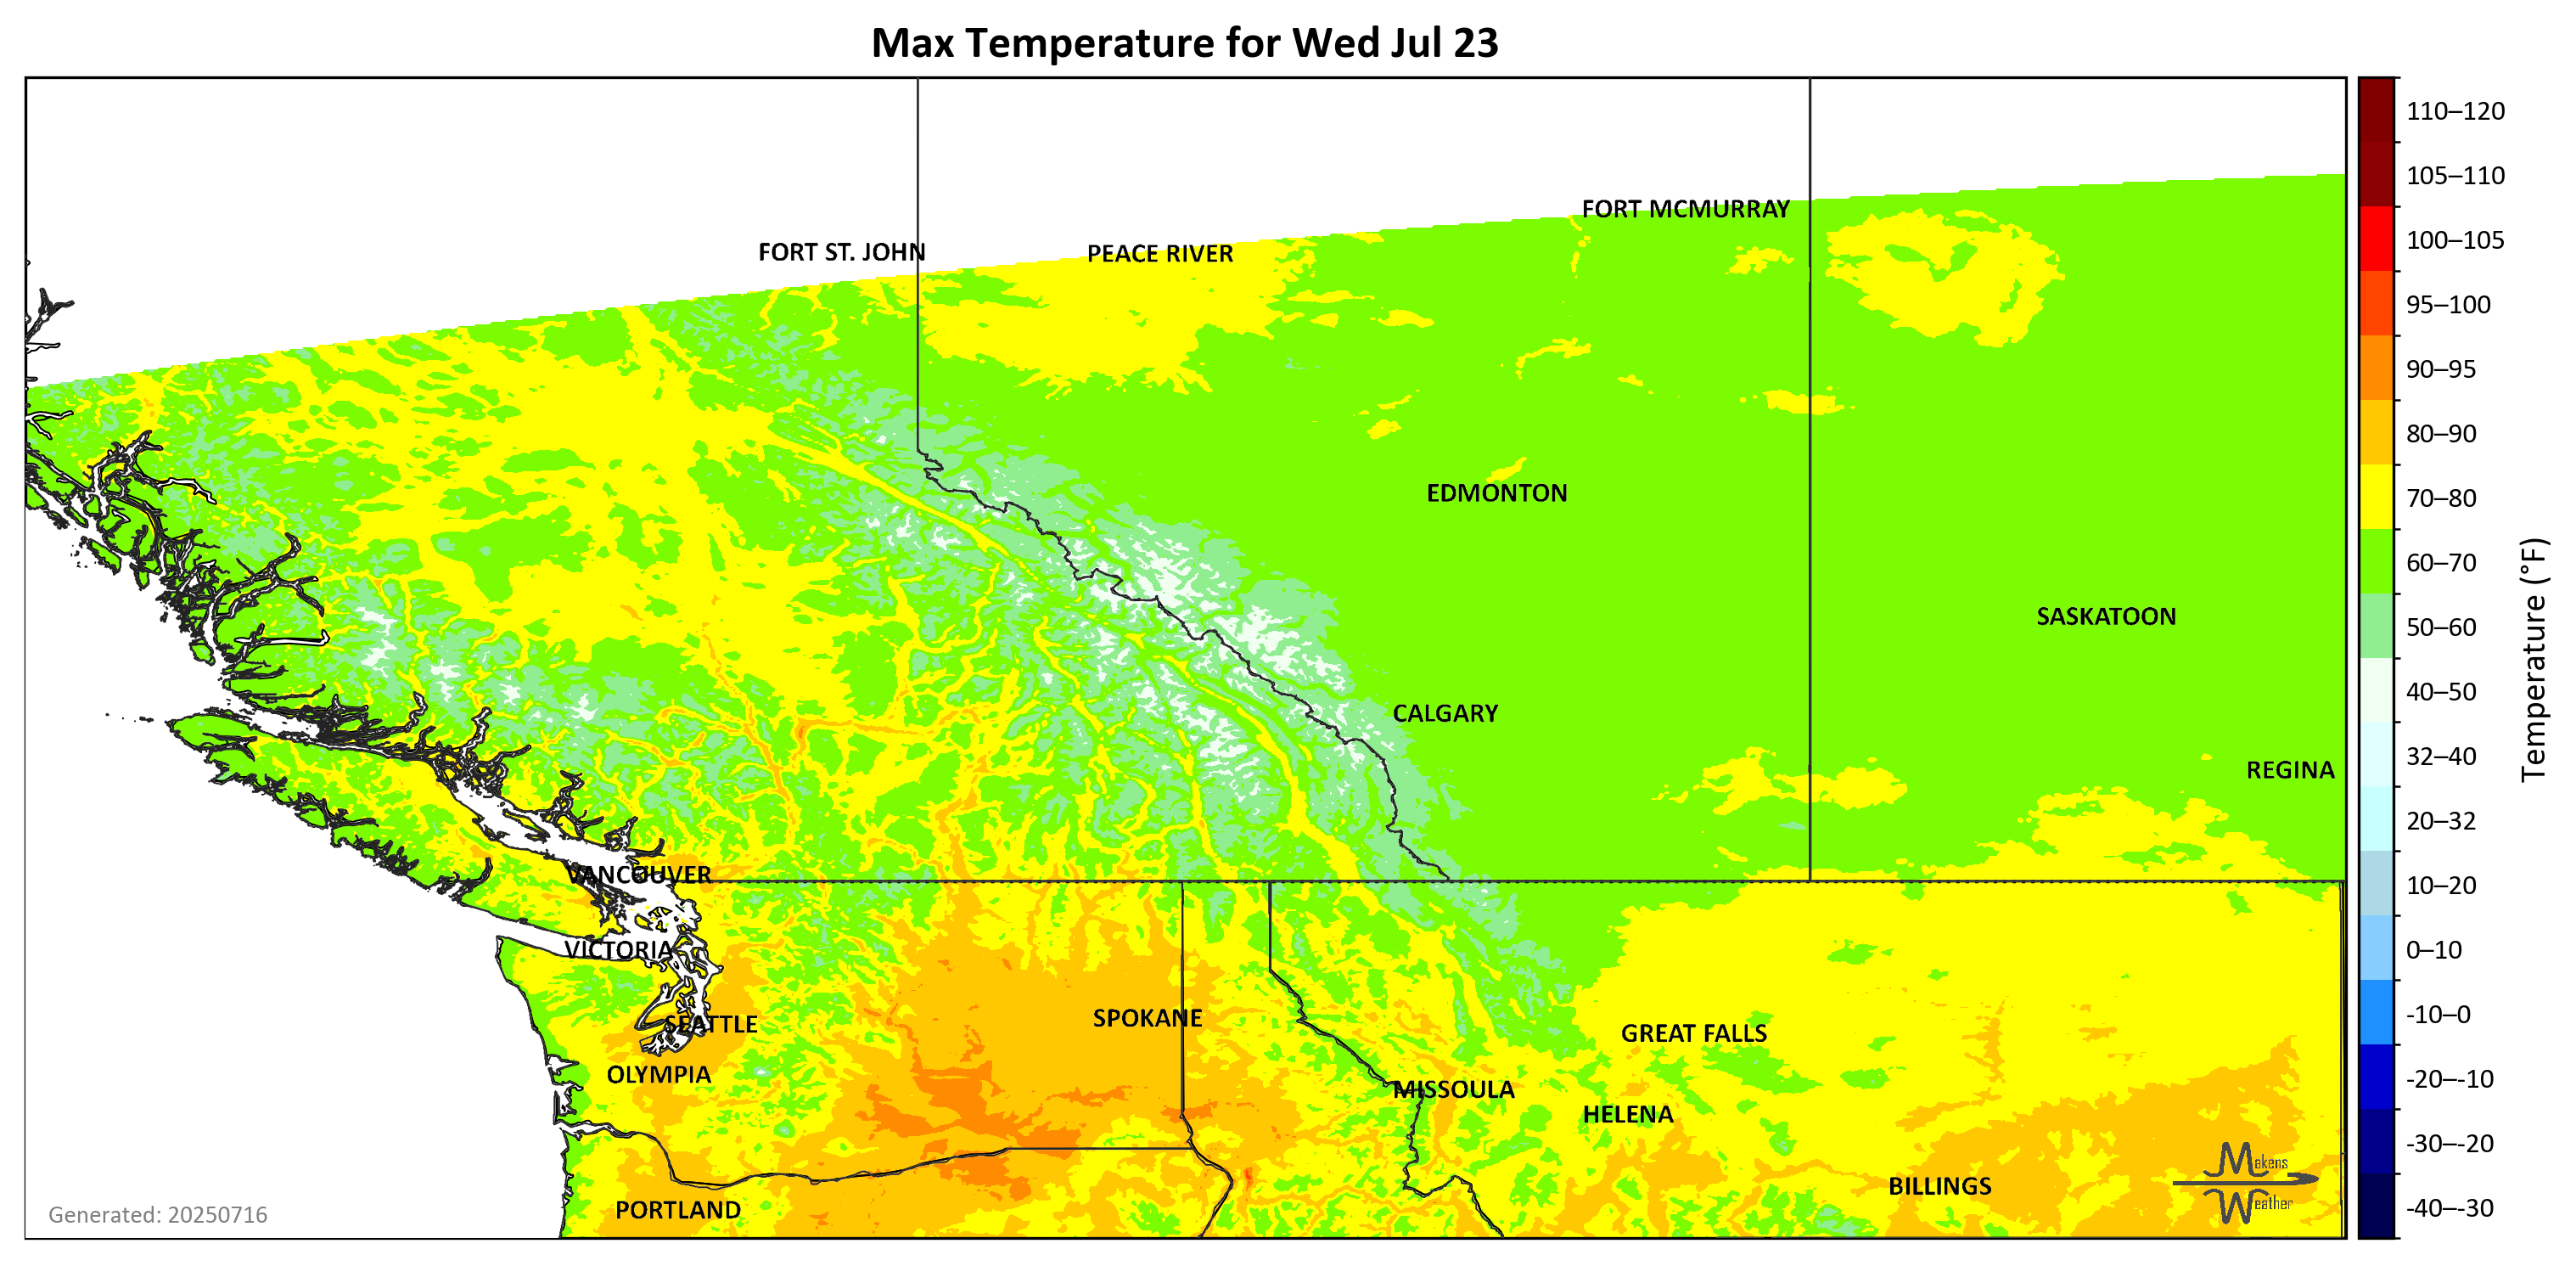 Max Temperature for Wed Jul 23
110–120
105–110
FORT MCMURRAY
100–105
FORT ST. JOHN
PEACE RIVER
95–100
90–95
80–90
EDMONTON
70–80
60–70
SASKATOON
50–60
40–50
CALGARY
Temperature (°F)
32–40
REGINA
20–32
VANCOUVER
10–20
VICTORIA
0–10
SEATTLE
SPOKANE
GREAT FALLS
-10–0
OLYMPIA
MISSOULA
-20–-10
HELENA
-30–-20
Makens
Weather
BILLINGS
PORTLAND
-40–-30
Generated: 20250716